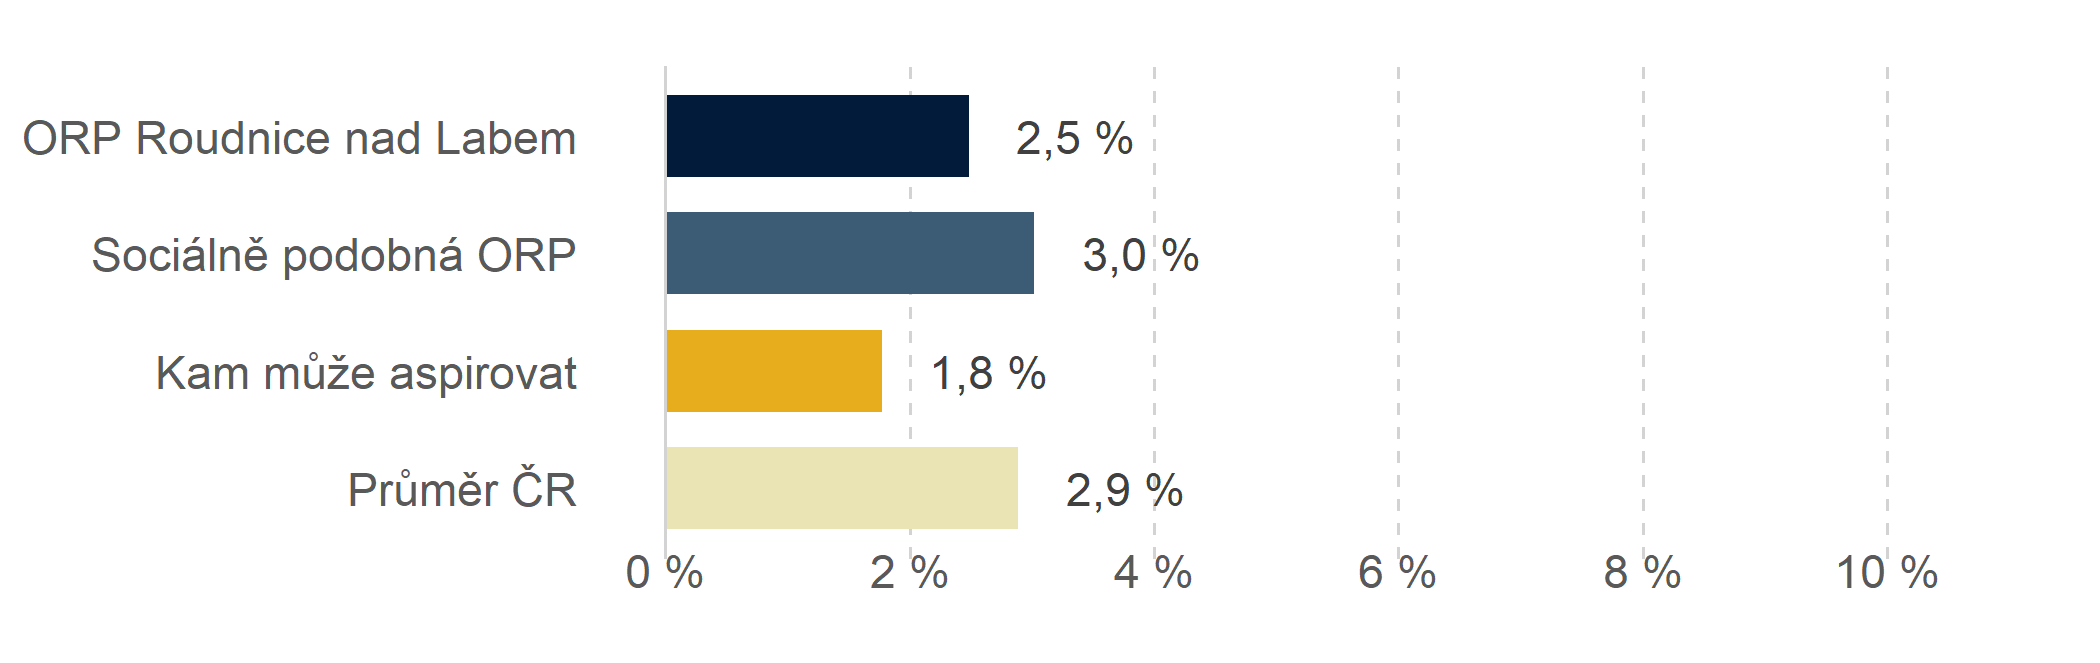 ORP Roudnice nad Labem
2,5 %
Sociálně podobná ORP
3,0 %
Kam může aspirovat
1,8 %
Průměr ČR
2,9 %
0 % 2 % 4 % 6 % 8 % 10 %